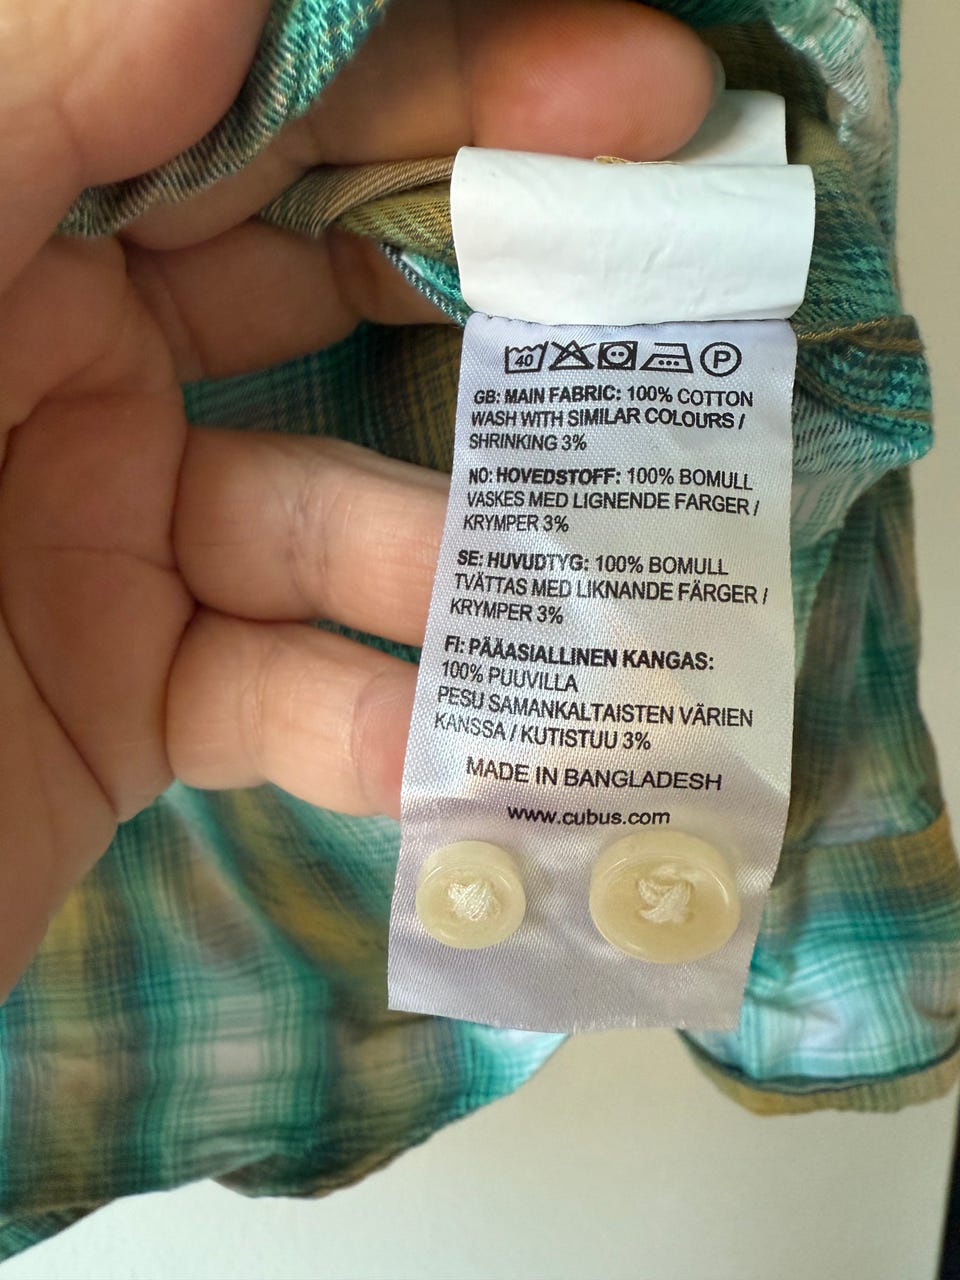 40 P
GB: MAIN FABRIC: 100% COTTON
WASH WITH SIMILAR COLOURS /
SHRINKING 3%
NO: HOVEDSTOFF: 100% BOMULL
VASKES MED LIGNENDE FARGER /
KRYMPER 3%
SE: HUVUDTYG: 100% BOMULL
TVÄTTAS MED LIKNANDE FÄRGER /
KRYMPER 3%
FI: PÄÄASIALLINEN KANGAS:
100% PUUVILLA
PESU SAMANKALTAISTEN VÄRIEN
KANSSA / KUTISTUU 3%
MADE IN BANGLADESH
www.cubus.com